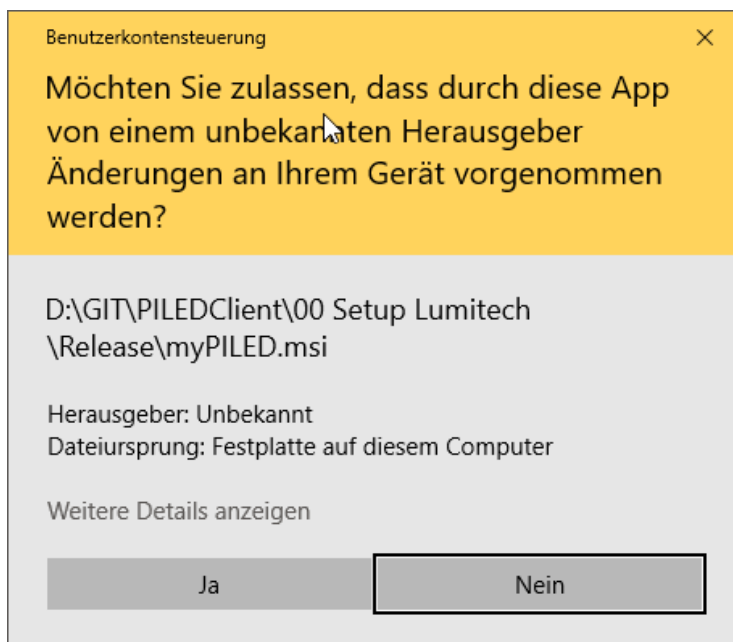 Benutzerkontensteuerung
Möchten Sie zulassen, dass durch diese App
von einem unbekannten Herausgeber
Änderungen an Ihrem Gerät vorgenommen
werden?
D:\GIT\PILEDClient\00 Setup Lumitech
\Release\myPILED.msi
Herausgeber: Unbekannt
Dateiursprung: Festplatte auf diesem Computer
Weitere Details anzeigen
Ja
Nein